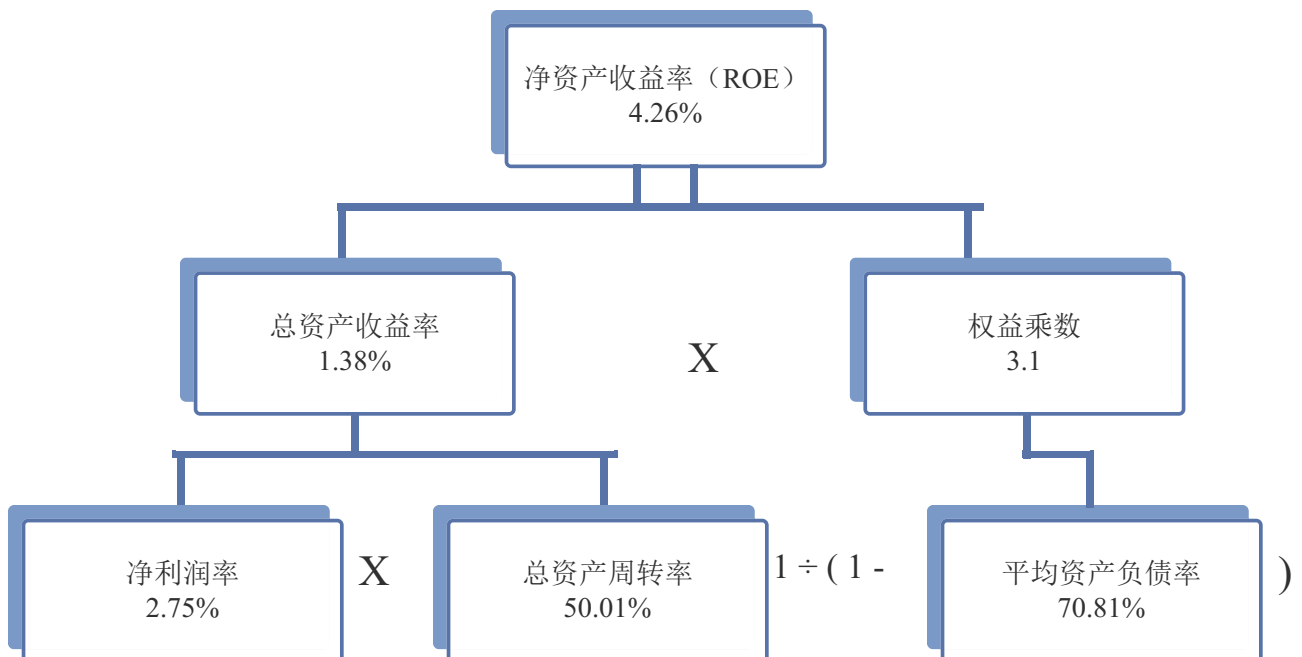 净资产收益率（ROE）
4.26%
总资产收益率
1.38%
X
权益乘数
3.1
净利润率
2.75%
X
总资产周转率
50.01%
1 ÷ ( 1 -
平均资产负债率
70.81%
)